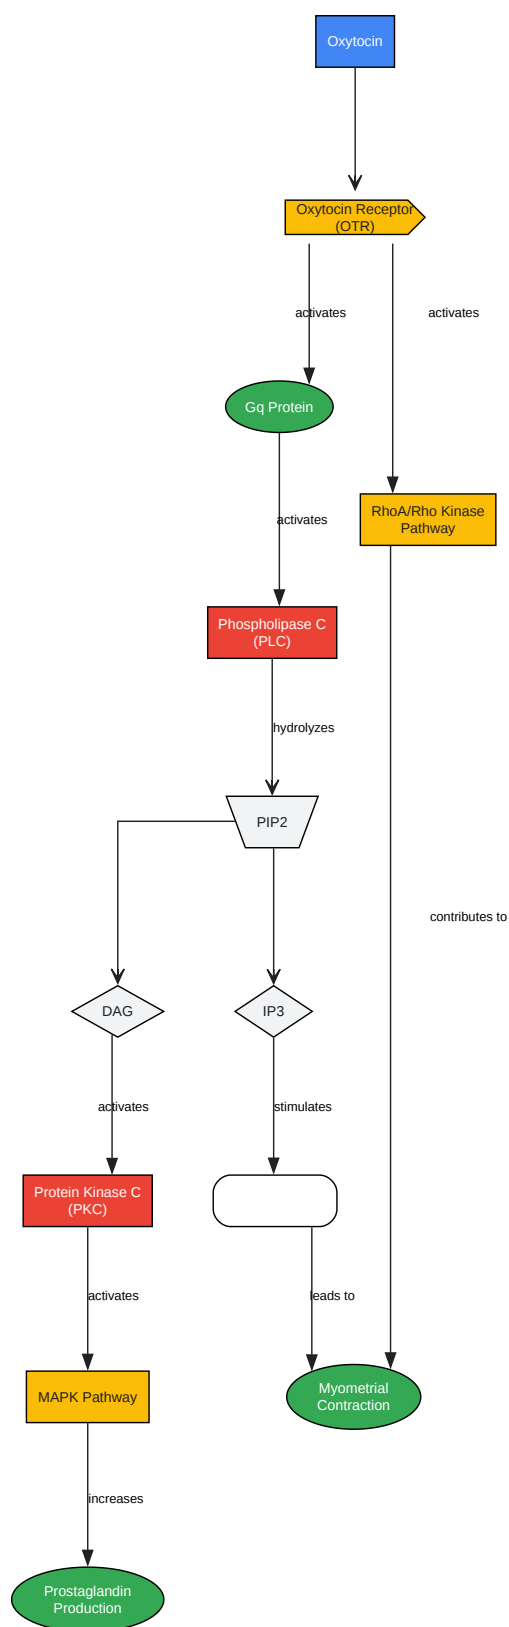 Oxytocin
Oxytocin Receptor
(OTR)
activates
activates
Gq Protein
activates
RhoA/Rho Kinase
Pathway
Phospholipase C
(PLC)
hydrolyzes
PIP2
contributes to
DAG
IP3
activates
stimulates
Protein Kinase C
(PKC)
activates
leads to
MAPK Pathway
Myometrial
Contraction
increases
Prostaglandin
Production